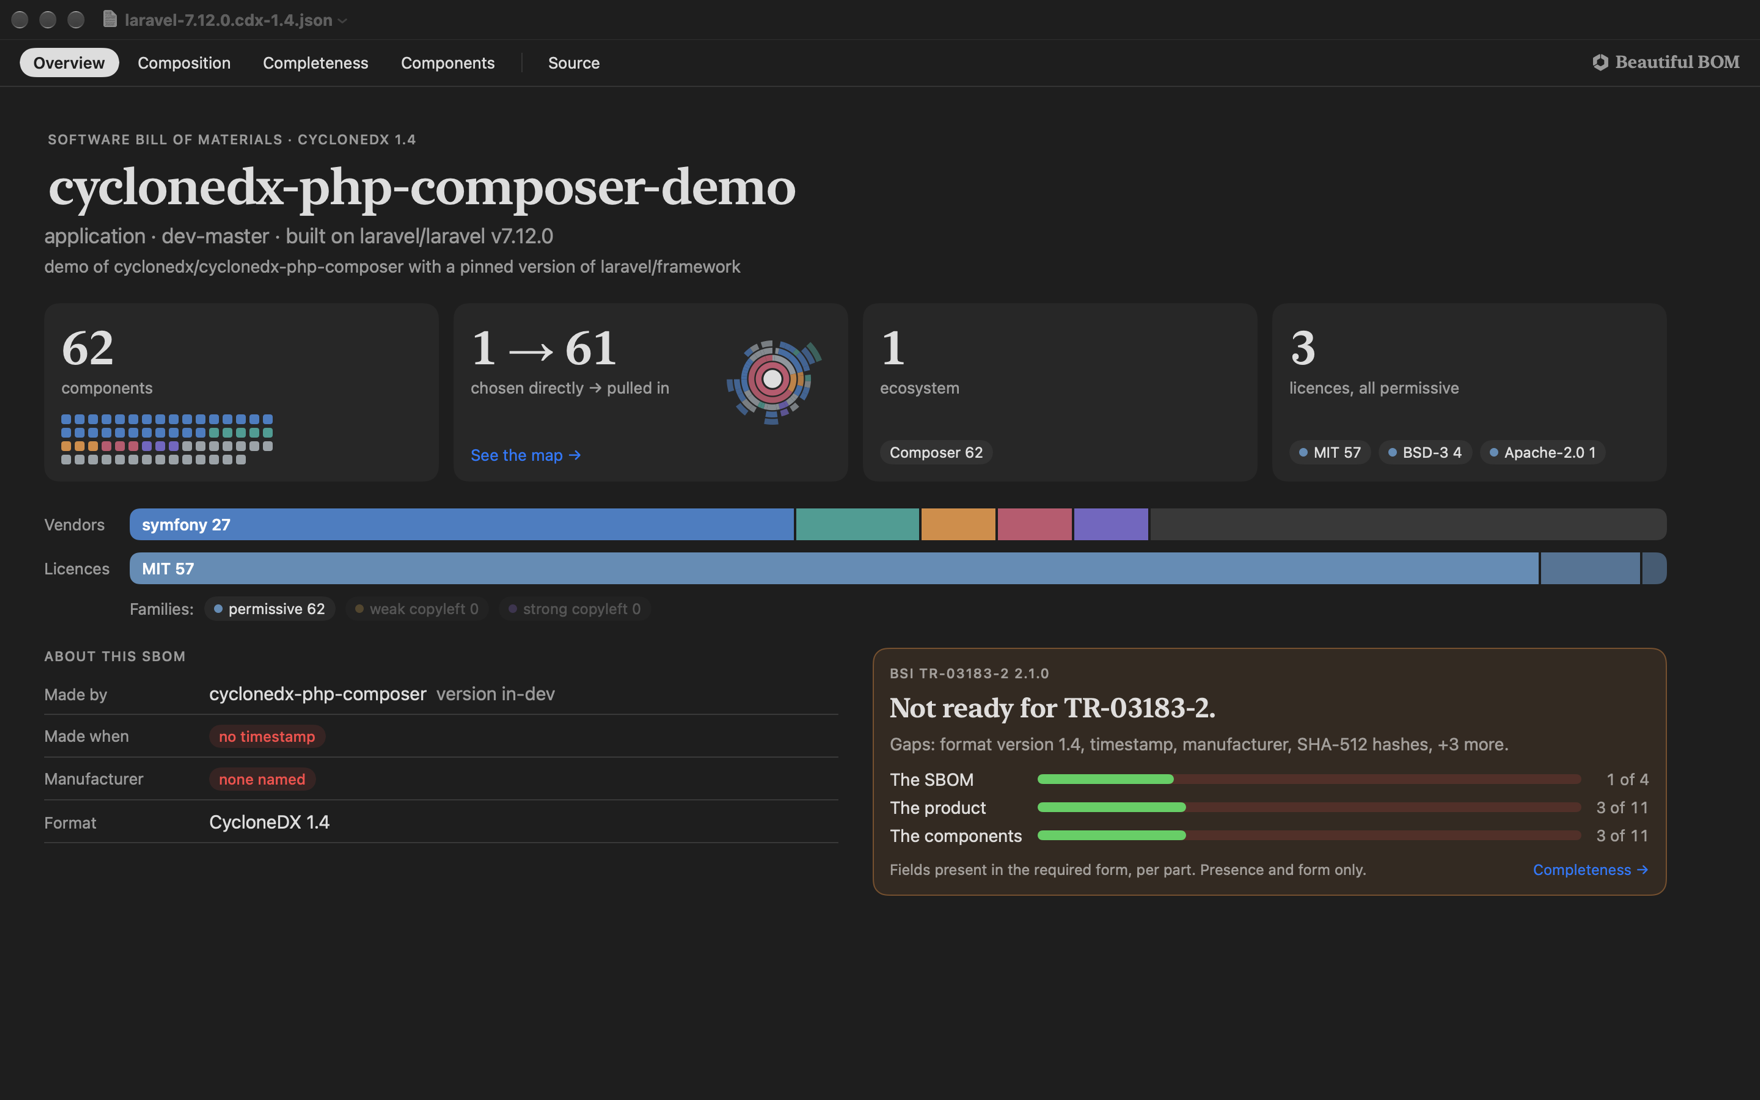 laravel-7.12.0.cdx-1.4.json
Overview Composition Completeness Components Source
Beautiful BOM
SOFTWARE BILL OF MATERIALS · CYCLONEDX 1.4
cyclonedx-php-composer-demo
application · dev-master · built on laravel/laravel v7.12.0
demo of cyclonedx/cyclonedx-php-composer with a pinned version of laravel/framework
62
components
1 → 61
chosen directly → pulled in
See the map →
1
ecosystem
Composer 62
3
licences, all permissive
MIT 57 BSD-3 4 Apache-2.0 1
Vendors symfony 27
Licences MIT 57
Families: permissive 62 weak copyleft 0 strong copyleft 0
ABOUT THIS SBOM
Made by cyclonedx-php-composer version in-dev
Made when no timestamp
Manufacturer none named
Format CycloneDX 1.4
BSI TR-03183-2 2.1.0
Not ready for TR-03183-2.
Gaps: format version 1.4, timestamp, manufacturer, SHA-512 hashes, +3 more.
The SBOM 1 of 4
The product 3 of 11
The components 3 of 11
Fields present in the required form, per part. Presence and form only.
Completeness →